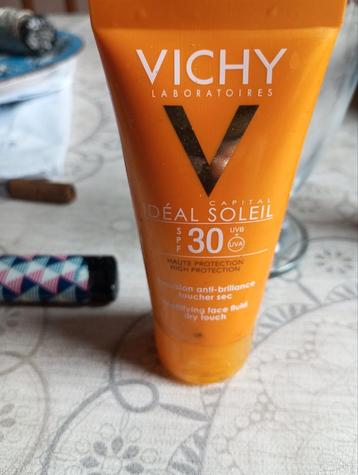 VICHY
LABORATOIRES
V
CAPITAL
IDÉAL SOLEIL
SPF 30 UVB + UVA
HAUTE PROTECTION
HIGH PROTECTION
Emulsion anti-brillance
toucher sec
Mattifying face fluid
dry touch